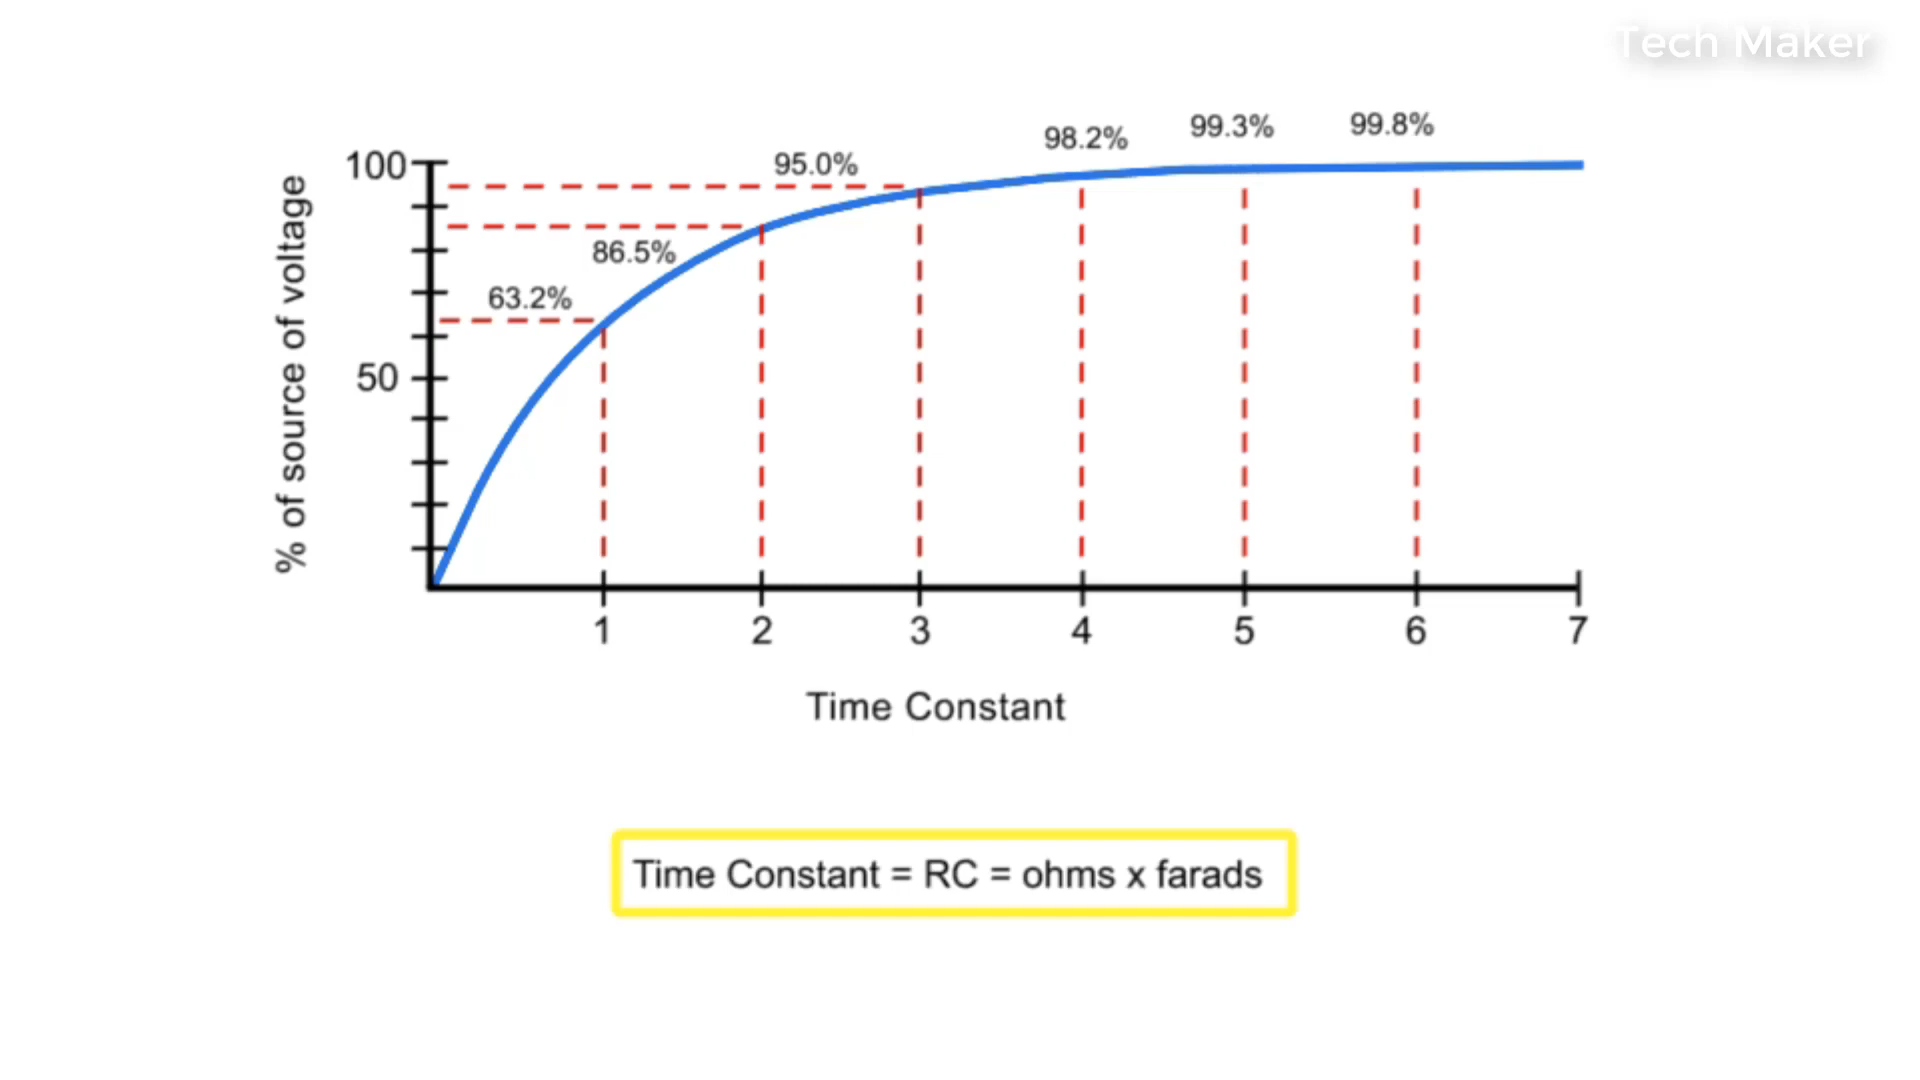 Tech Maker
99.8%
99.3%
98.2%
95.0%
100
86.5%
63.2%
50
% of source of voltage
1 2 3 4 5 6 7
Time Constant
Time Constant = RC = ohms x farads